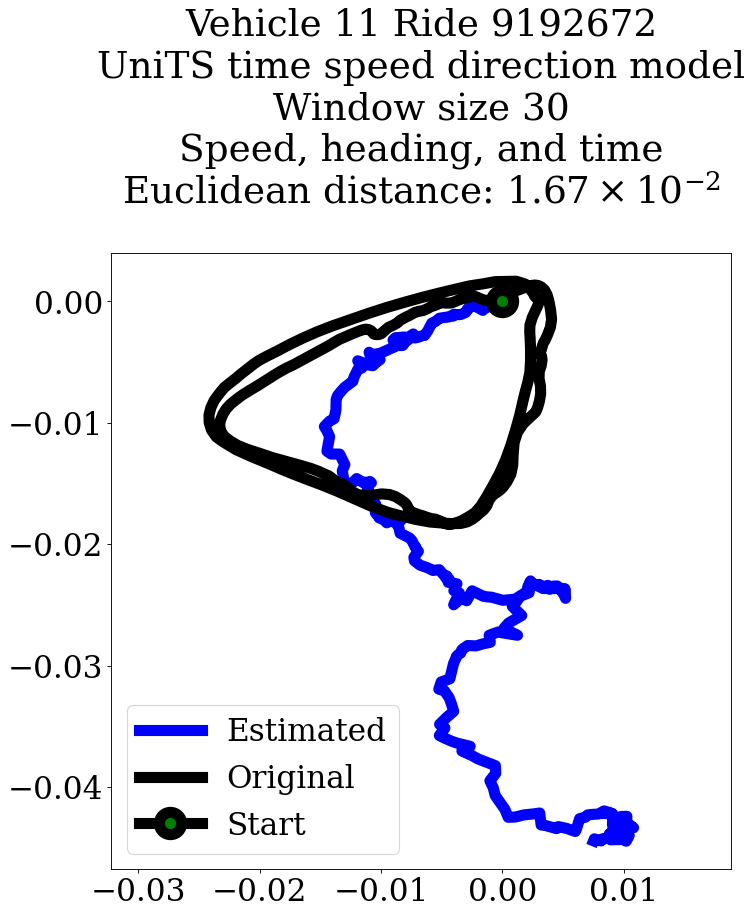 Vehicle 11 Ride 9192672
UniTS time speed direction model
Window size 30
Speed, heading, and time
Euclidean distance: 1.67 × 10⁻²
0.00
−0.01
−0.02
−0.03
−0.04
Estimated
Original
Start
−0.03 −0.02 −0.01 0.00 0.01